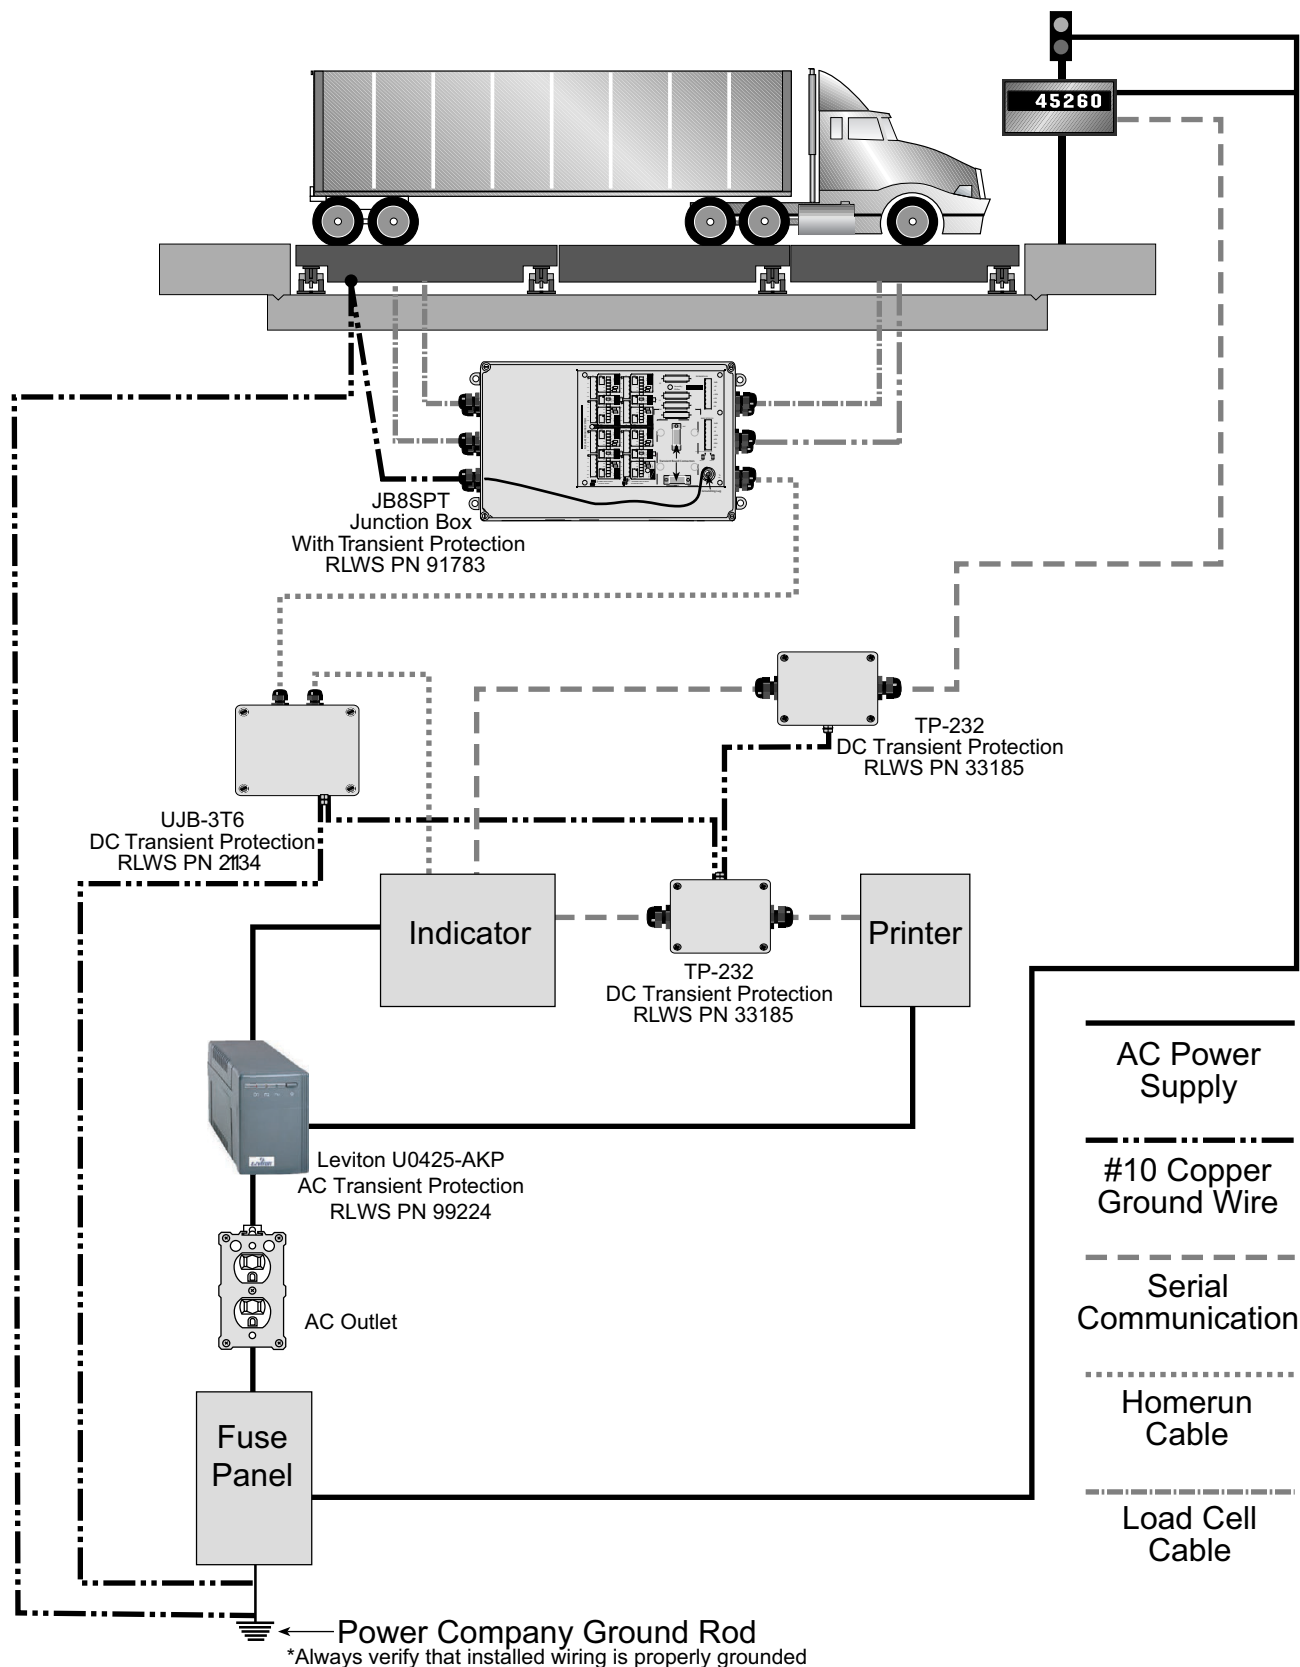 45260
JB8SPT
Junction Box
With Transient Protection
RLWS PN 91783
TP-232
DC Transient Protection
RLWS PN 33185
UJB-3T6
DC Transient Protection
RLWS PN 21134
Indicator
Printer
TP-232
DC Transient Protection
RLWS PN 33185
AC Power
Supply
Leviton U0425-AKP
AC Transient Protection
RLWS PN 99224
#10 Copper
Ground Wire
Serial
Communication
AC Outlet
Homerun
Cable
Fuse
Panel
Load Cell
Cable
Power Company Ground Rod
*Always verify that installed wiring is properly grounded